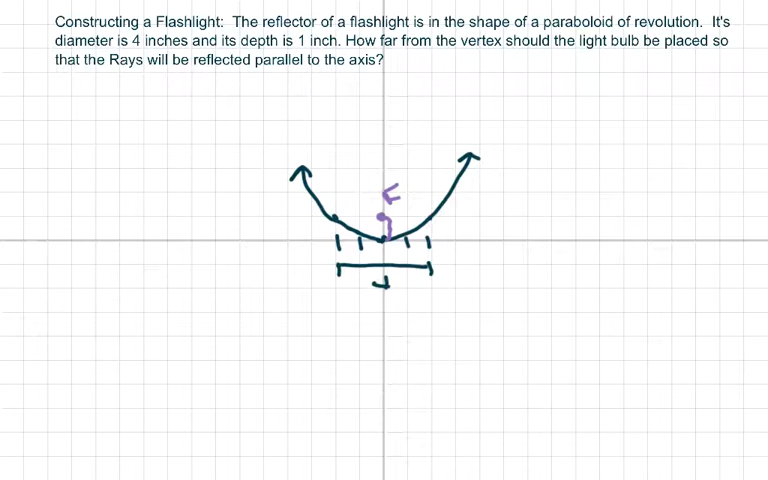 Constructing a Flashlight: The reflector of a flashlight is in the shape of a paraboloid of revolution. It's
diameter is 4 inches and its depth is 1 inch. How far from the vertex should the light bulb be placed so
that the Rays will be reflected parallel to the axis?
F